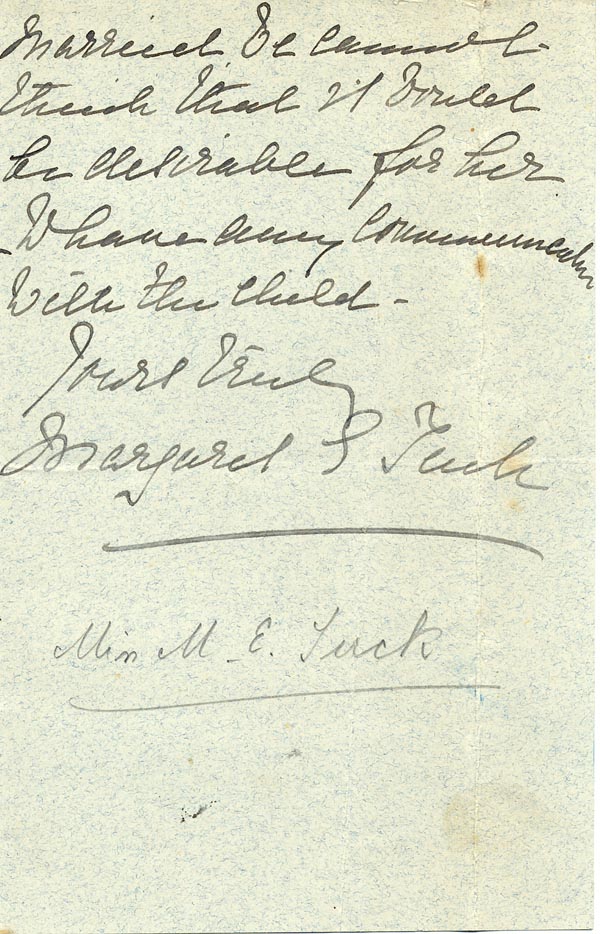 married we cannot
think that it would
be desirable for her
to have any communication
with the child -
Yours truly
Margaret E Tuck
Miss M. E. Tuck